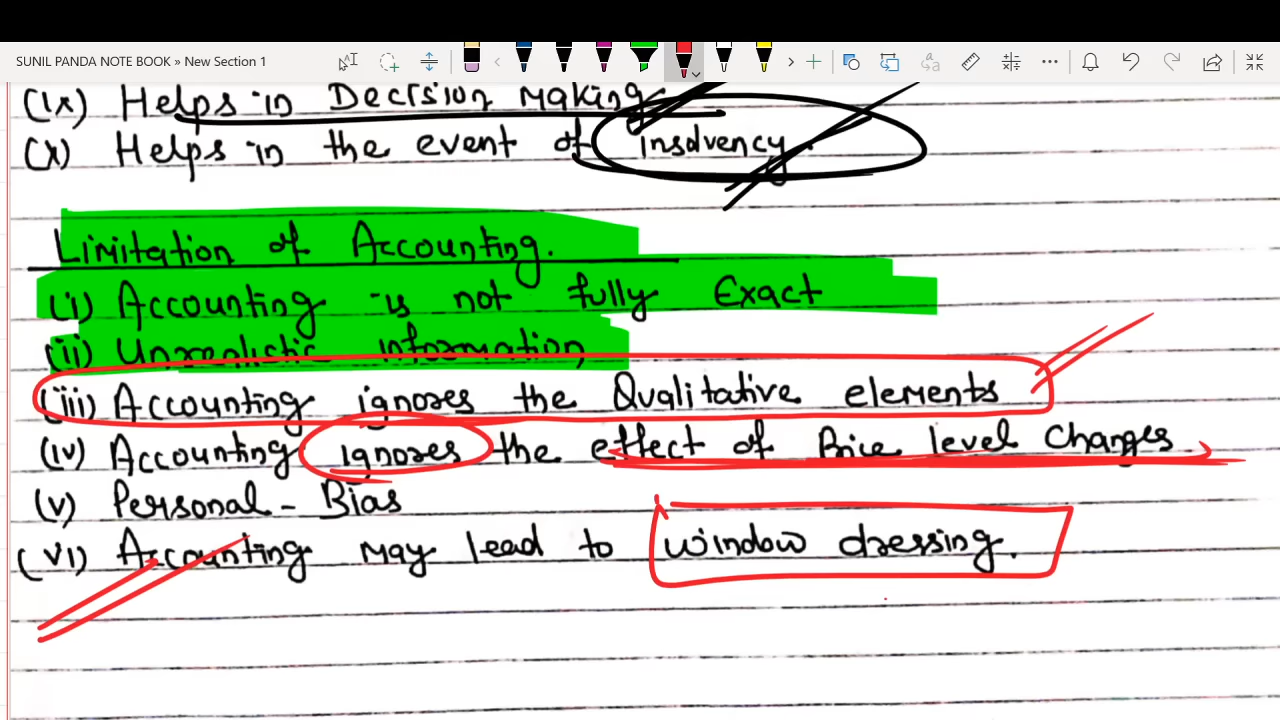 SUNIL PANDA NOTE BOOK » New Section 1
(ix) Helps in Decision Making
(x) Helps in the event of insolvency.
Limitation of Accounting.
(i) Accounting is not fully Exact
(ii) Unrealistic information
(iii) Accounting ignores the Qualitative elements
(iv) Accounting ignores the effect of Price level Changes
(v) Personal - Bias
(vi) Accounting May lead to window dressing.